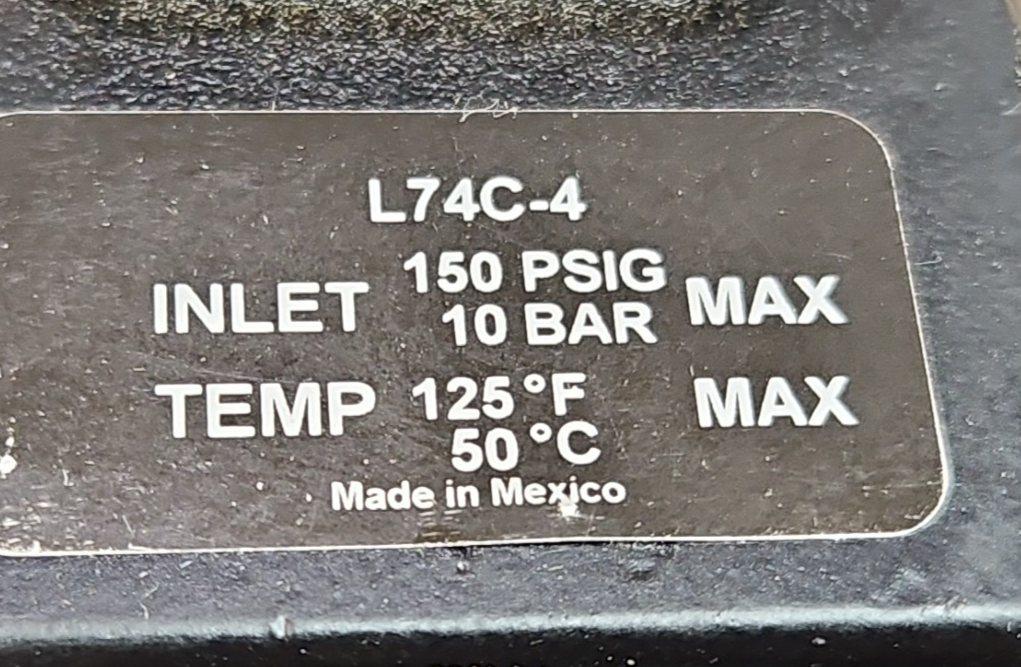 L74C-4
INLET 150 PSIG MAX
10 BAR
TEMP 125°F MAX
50°C
Made in Mexico